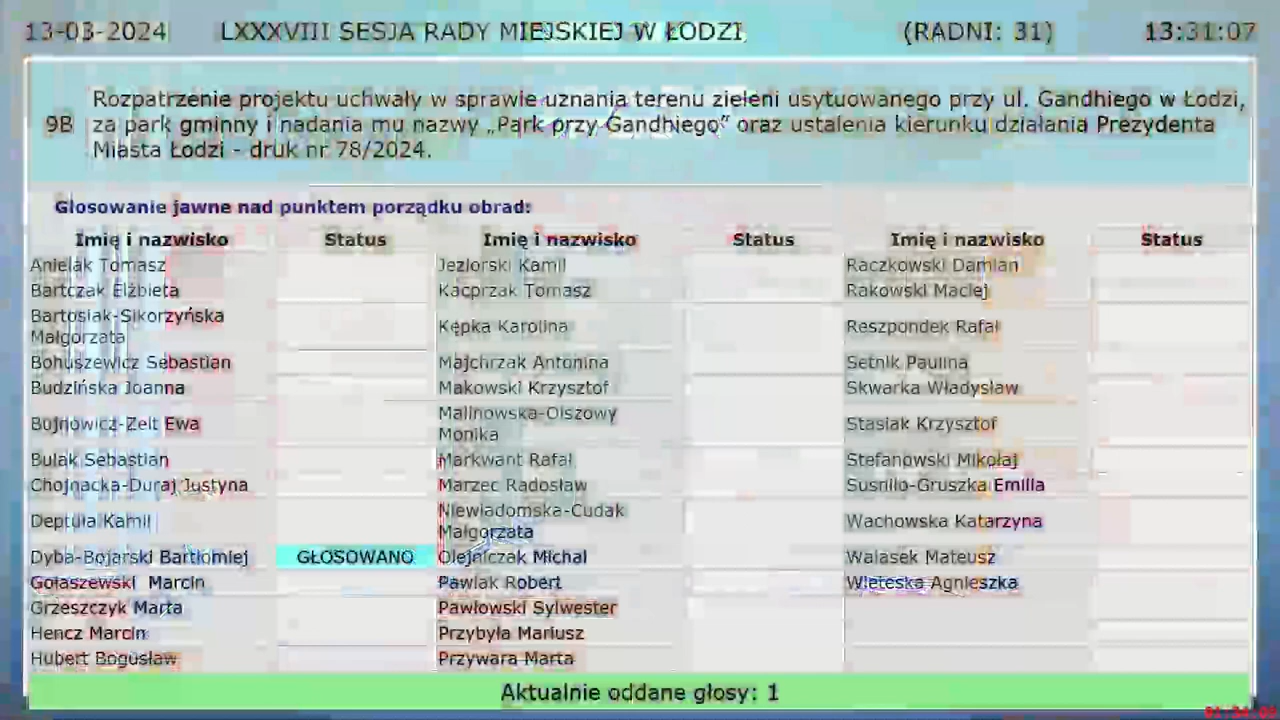 13-03-2024 LXXXVIII SESJA RADY MIEJSKIEJ W ŁODZI (RADNI: 31) 13:31:07
Rozpatrzenie projektu uchwały w sprawie uznania terenu zieleni usytuowanego przy ul. Gandhiego w Łodzi,
9B za park gminny i nadania mu nazwy „Park przy Gandhiego” oraz ustalenia kierunku działania Prezydenta
Miasta Łodzi - druk nr 78/2024.
Głosowanie jawne nad punktem porządku obrad:
Imię i nazwisko Status Imię i nazwisko Status Imię i nazwisko Status
Anielak Tomasz Jeziorski Kamil Raczkowski Damian
Bartczak Elżbieta Kacprzak Tomasz Rakowski Maciej
Bartosiak-Sikorzyńska
Małgorzata Kępka Karolina Reszpondek Rafał
Bohuszewicz Sebastian Majchrzak Antonina Setnik Paulina
Budzińska Joanna Makowski Krzysztof Skwarka Władysław
Bujnowicz-Zelt Ewa Malinowska-Olszowy
Monika Stasiak Krzysztof
Bulak Sebastian Markwant Rafał Stefanowski Mikołaj
Chojnacka-Duraj Justyna Marzec Radosław Susniło-Gruszka Emilia
Deptuła Kamil Niewiadomska-Cudak
Małgorzata Wachowska Katarzyna
Dyba-Bojarski Bartłomiej GŁOSOWANO Olejniczak Michał Walasek Mateusz
Gołaszewski Marcin Pawlak Robert Wieteska Agnieszka
Grzeszczyk Marta Pawłowski Sylwester
Hencz Marcin Przybyła Mariusz
Hubert Bogusław Przywara Marta
Aktualnie oddane głosy: 1